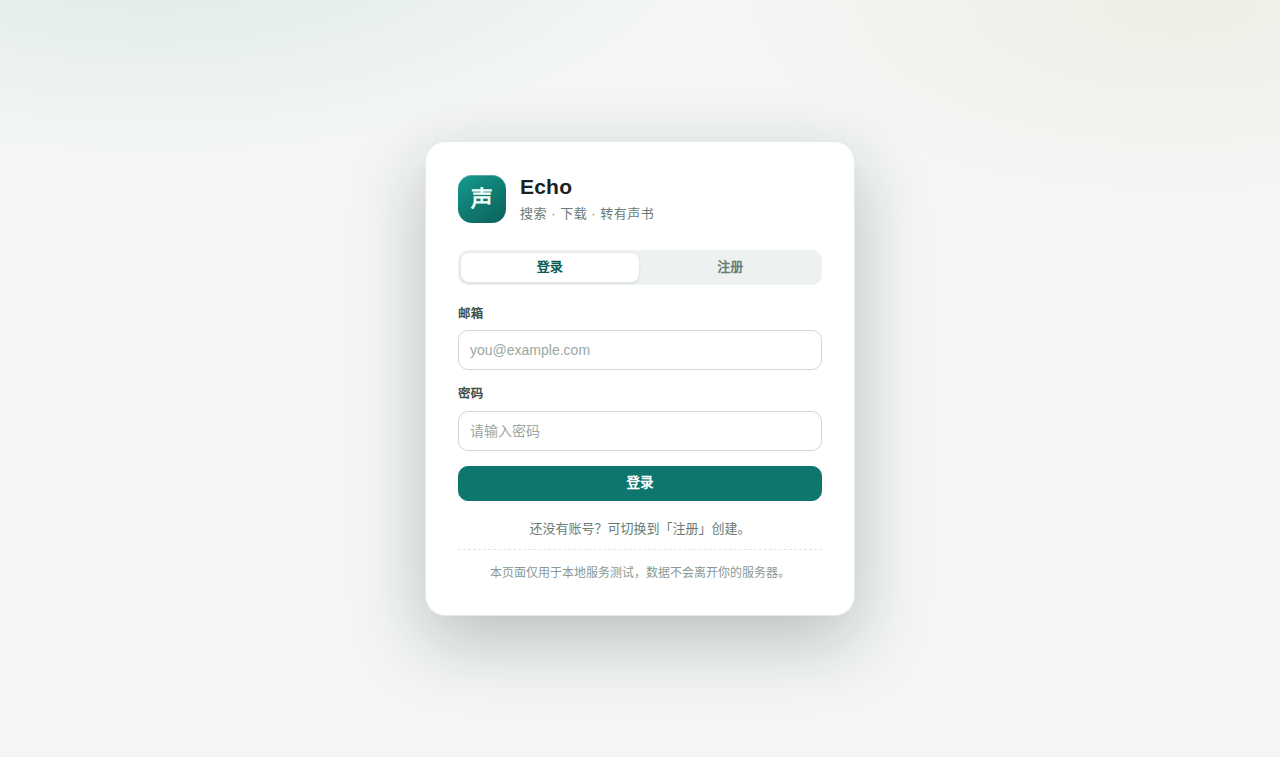 声
Echo
搜索 · 下载 · 转有声书
登录
注册
邮箱
you@example.com
密码
请输入密码
登录
还没有账号？可切换到「注册」创建。
本页面仅用于本地服务测试，数据不会离开你的服务器。